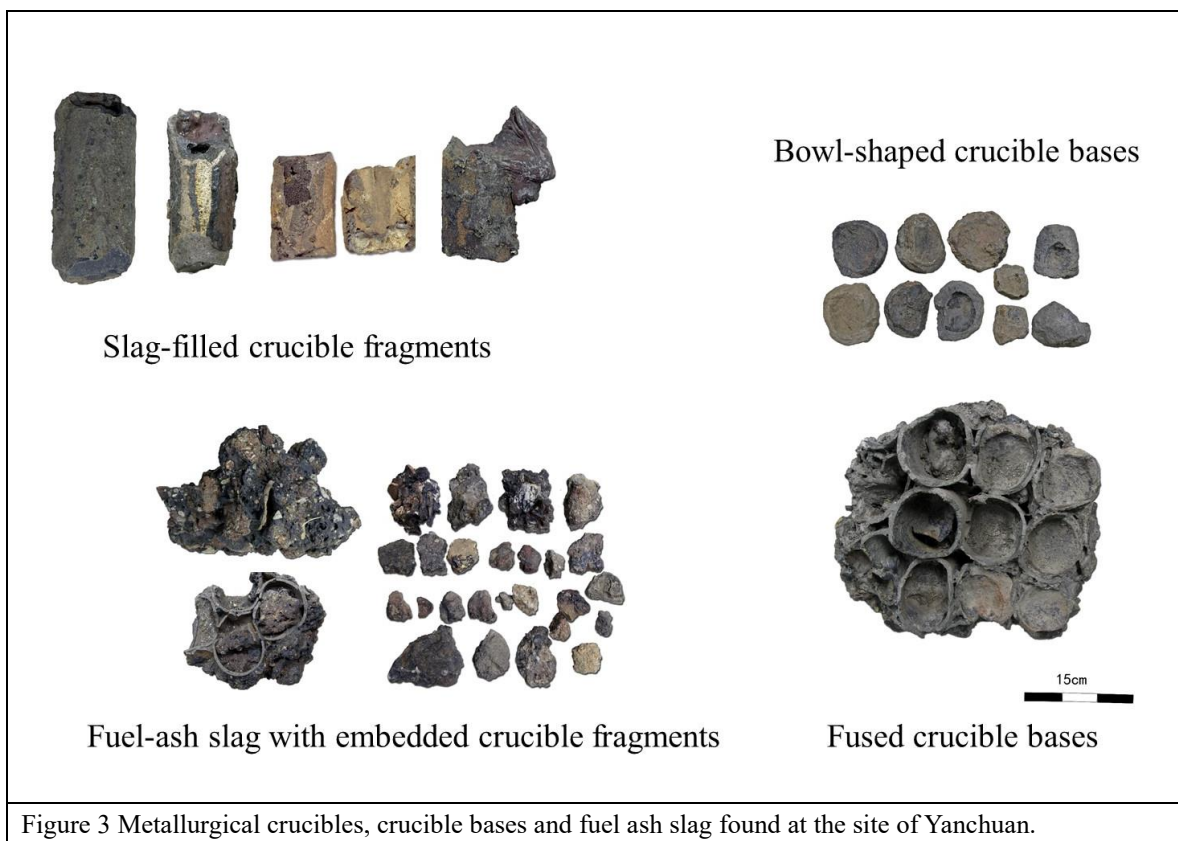 Bowl-shaped crucible bases
Slag-filled crucible fragments
15cm
Fuel-ash slag with embedded crucible fragments
Fused crucible bases
Figure 3 Metallurgical crucibles, crucible bases and fuel ash slag found at the site of Yanchuan.